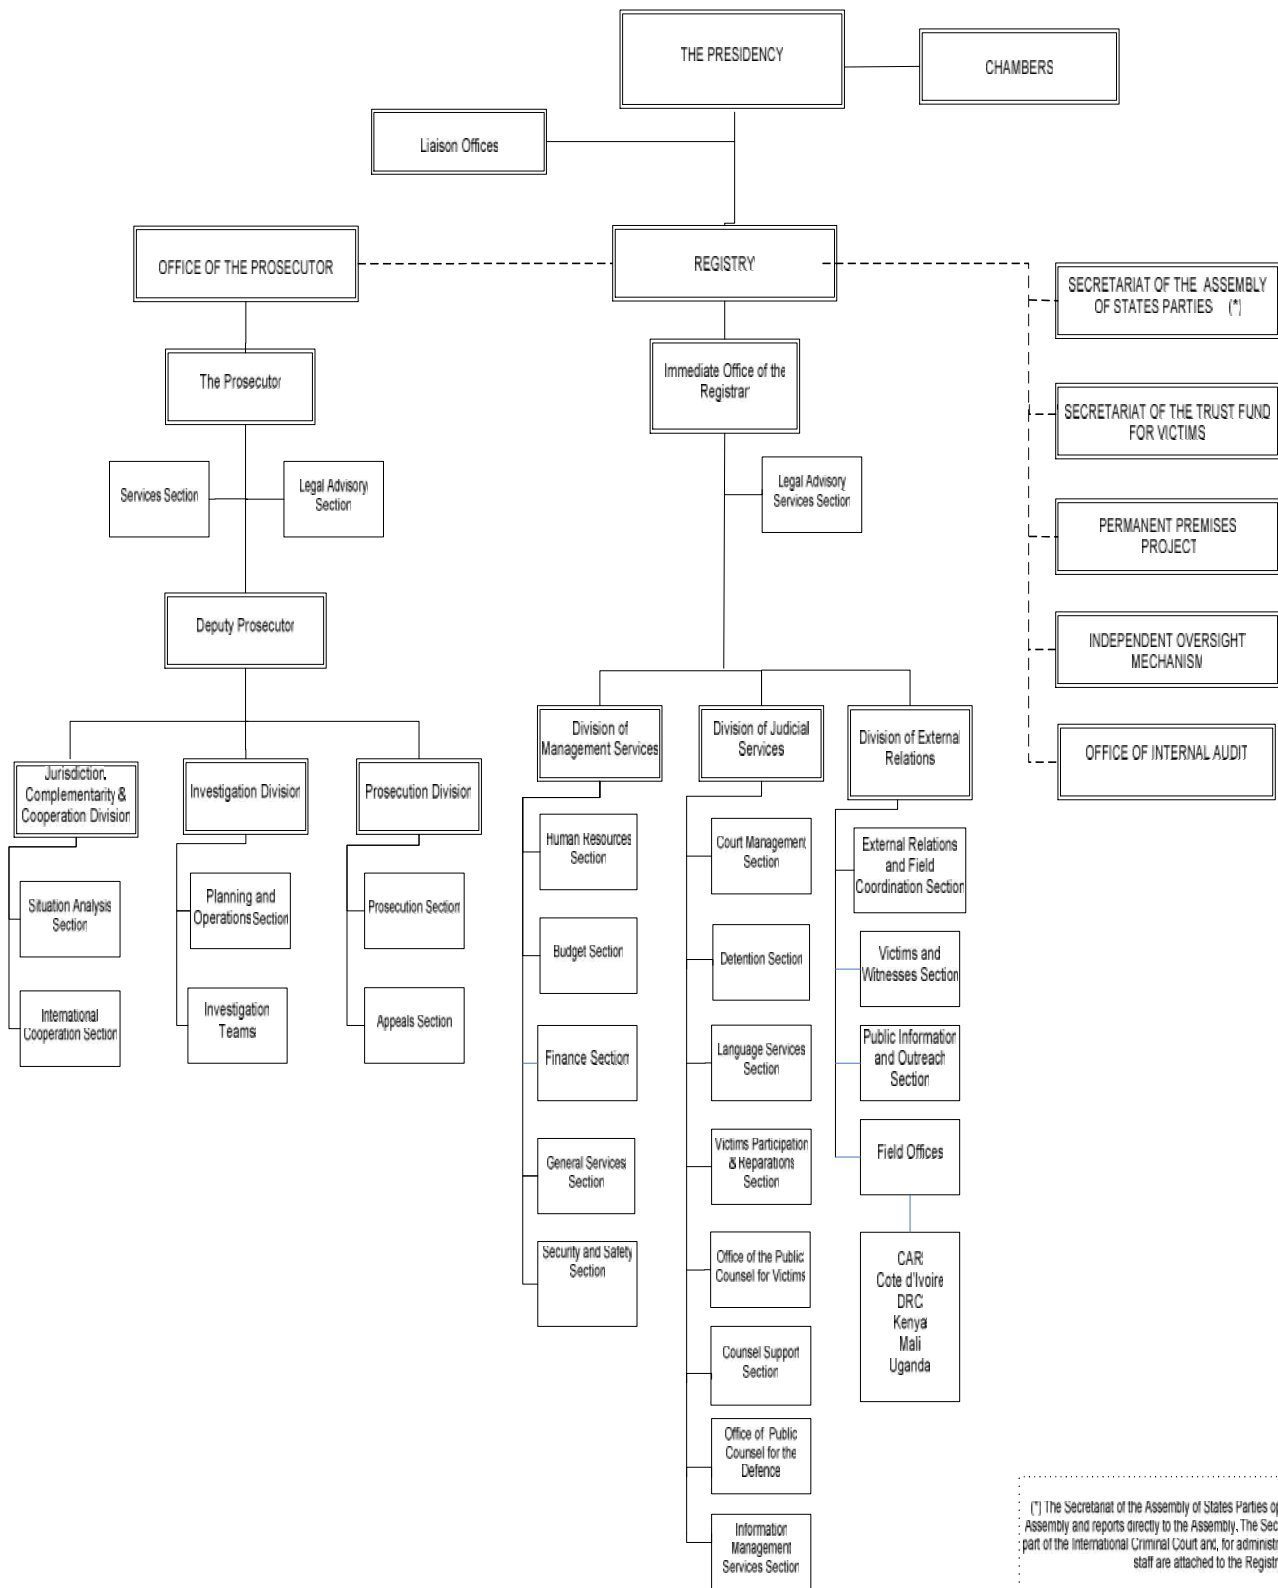 THE PRESIDENCY
CHAMBERS
Liaison Offices
OFFICE OF THE PROSECUTOR
REGISTRY
SECRETARIAT OF THE ASSEMBLY
OF STATES PARTIES (*)
The Prosecutor
Immediate Office of the
Registrar
SECRETARIAT OF THE TRUST FUND
FOR VICTIMS
Services Section
Legal Advisory
Section
Legal Advisory
Services Section
PERMANENT PREMISES
PROJECT
Deputy Prosecutor
INDEPENDENT OVERSIGHT
MECHANISM
Division of
Management Services
Division of Judicial
Services
Division of External
Relations
OFFICE OF INTERNAL AUDIT
Jurisdiction,
Complementarity &
Cooperation Division
Investigation Division
Prosecution Division
Situation Analysis
Section
International
Cooperation Section
Planning and
Operations Section
Investigation
Teams
Prosecution Section
Appeals Section
Human Resources
Section
Budget Section
Finance Section
General Services
Section
Security and Safety
Section
Court Management
Section
Detention Section
Language Services
Section
Victims Participation
& Reparations
Section
Office of the Public
Counsel for Victims
Counsel Support
Section
Office of Public
Counsel for the
Defence
Information
Management
Services Section
External Relations
and Field
Coordination Section
Victims and
Witnesses Section
Public Information
and Outreach
Section
Field Offices
CAR
Cote d'Ivoire
DRC
Kenya
Mali
Uganda
(*) The Secretariat of the Assembly of States Parties
Assembly and reports directly to the Assembly. The
part of the International Criminal Court and, for
staff are attached to the